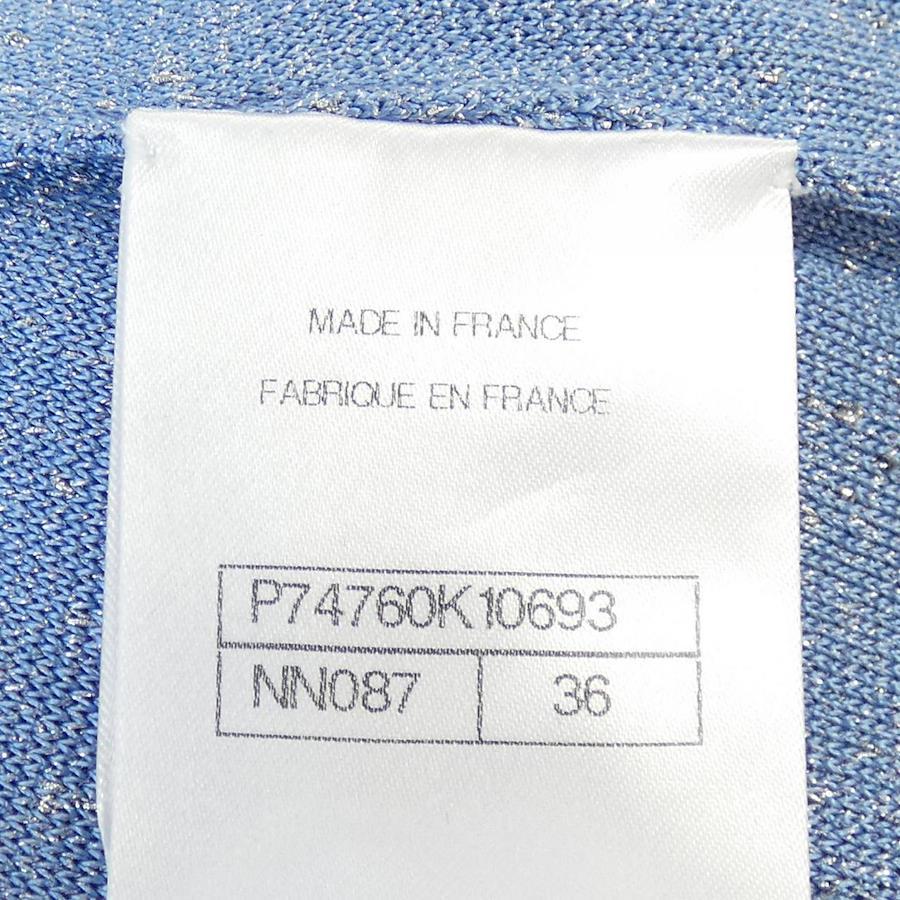 MADE IN FRANCE
FABRIQUE EN FRANCE
P74760K10693
NN087 36